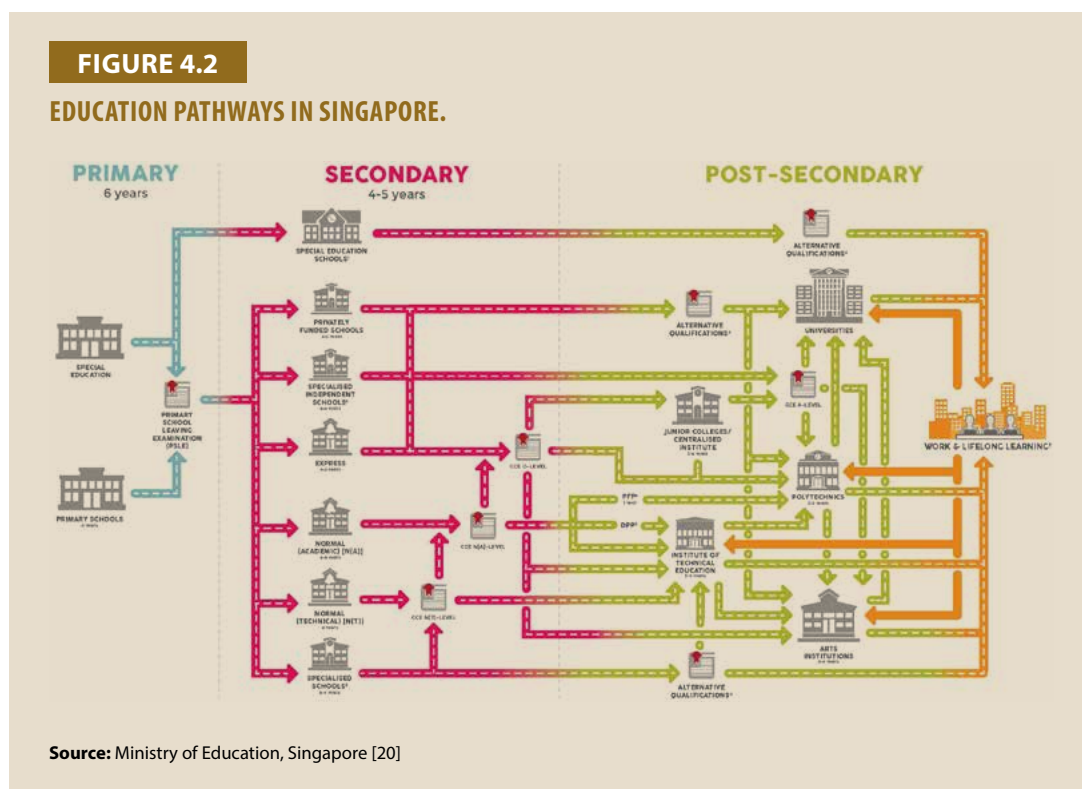 FIGURE 4.2
EDUCATION PATHWAYS IN SINGAPORE.
PRIMARY
6 years
SECONDARY
4-5 years
POST-SECONDARY
SPECIAL EDUCATION
SCHOOLS¹
ALTERNATIVE
QUALIFICATIONS
PRIVATELY
FUNDED SCHOOLS
ALTERNATIVE
QUALIFICATIONS
UNIVERSITIES
SPECIAL
EDUCATION
SPECIALISED
INDEPENDENT
SCHOOLS
GCE A-LEVEL
PRIMARY
SCHOOL
LEAVING
EXAMINATION
(PSLE)
EXPRESS
GCE O-LEVEL
JUNIOR COLLEGES/
CENTRALISED
INSTITUTE
WORK & LIFELONG LEARNING
PRIMARY SCHOOLS
6 YEARS
NORMAL
(ACADEMIC) [N(A)]
GCE N(A)-LEVEL
PFP
DPP
INSTITUTE OF
TECHNICAL
EDUCATION
POLYTECHNICS
NORMAL
(TECHNICAL) [N(T)]
GCE N(T)-LEVEL
ARTS
INSTITUTIONS
SPECIALISED
SCHOOLS
ALTERNATIVE
QUALIFICATIONS
Source: Ministry of Education, Singapore [20]